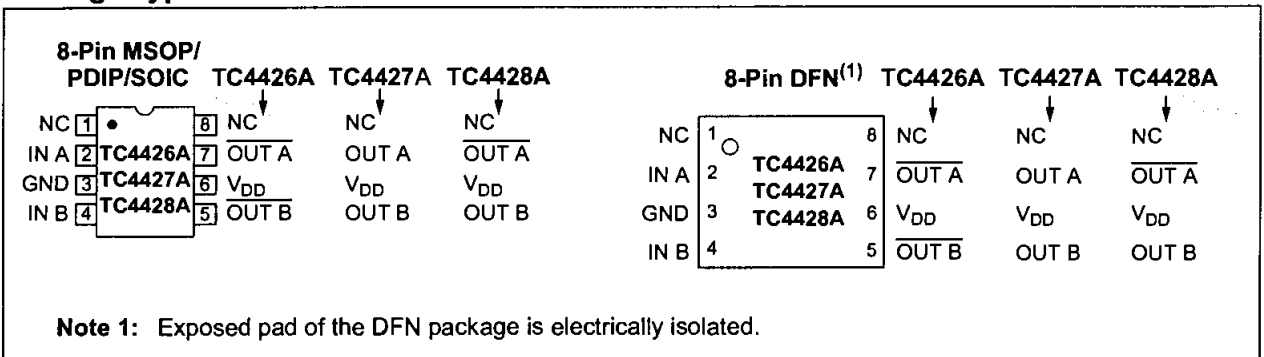 8-Pin MSOP/
PDIP/SOIC TC4426A TC4427A TC4428A
NC 1 8 NC NC NC
IN A 2 TC4426A 7 OUT A OUT A OUT A
GND 3 TC4427A 6 VDD VDD VDD
IN B 4 TC4428A 5 OUT B OUT B OUT B
8-Pin DFN(1) TC4426A TC4427A TC4428A
NC 1 8 NC NC NC
IN A 2 TC4426A 7 OUT A OUT A OUT A
TC4427A
GND 3 TC4428A 6 VDD VDD VDD
IN B 4 5 OUT B OUT B OUT B
Note 1: Exposed pad of the DFN package is electrically isolated.